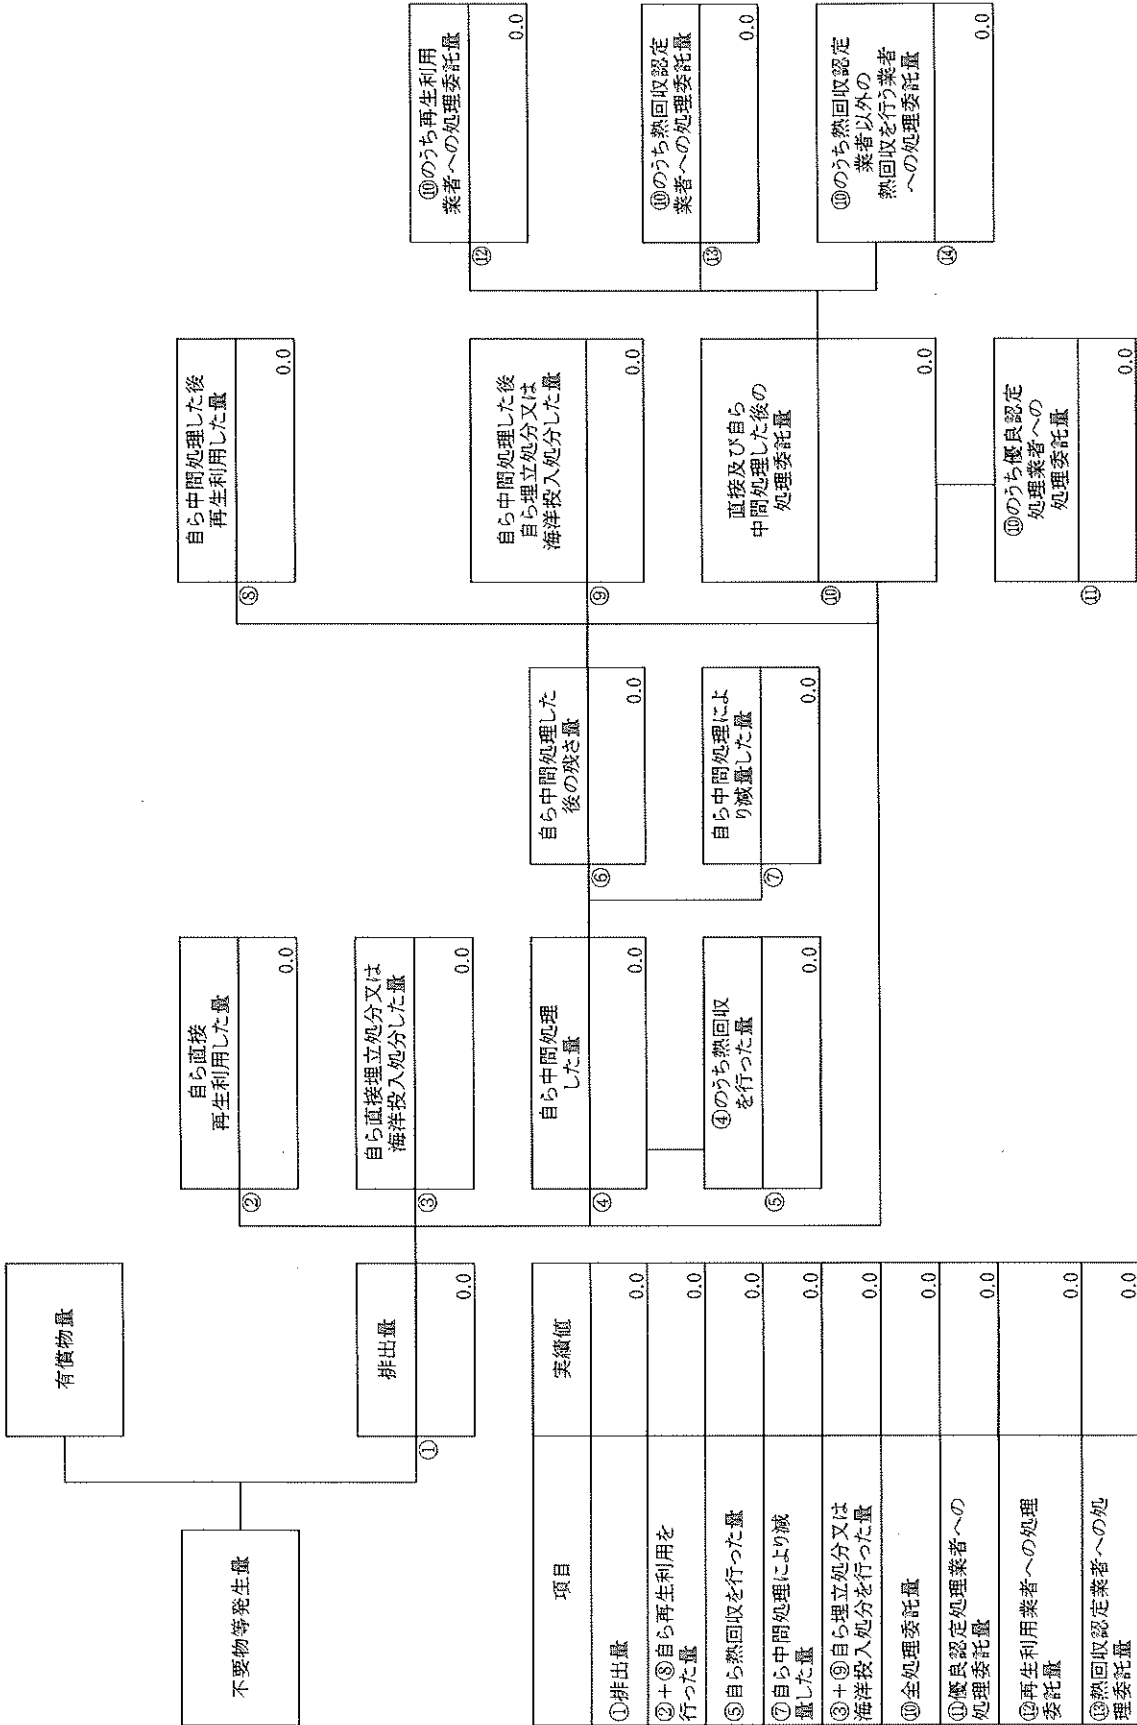 不要物等発生量
有償物量
排出量
①
0.0
自ら直接
再生利用した量
②
0.0
自ら直接埋立処分又は
海洋投入処分した量
③
0.0
自ら中間処理
した量
④
0.0
④のうち熱回収
を行った量
⑤
0.0
自ら中間処理した
後の残さ量
⑥
0.0
自ら中間処理によ
り減量した量
⑦
0.0
自ら中間処理した後
再生利用した量
⑧
0.0
自ら中間処理した後
自ら埋立処分又は
海洋投入処分した量
⑨
0.0
直接及び自ら
中間処理した後の
処理委託量
⑩
0.0
⑩のうち優良認定
処理業者への
処理委託量
⑪
0.0
⑩のうち再生利用
業者への処理委託量
⑫
0.0
⑩のうち熱回収認定
業者への処理委託量
⑬
0.0
⑩のうち熱回収認定
業者以外の
熱回収を行う業者
への処理委託量
⑭
0.0
項目 実績値
①排出量 0.0
②+⑧自ら再生利用を
行った量 0.0
⑤自ら熱回収を行った量 0.0
⑦自ら中間処理により減
量した量 0.0
③+⑨自ら埋立処分又は
海洋投入処分を行った量 0.0
⑩全処理委託量 0.0
⑪優良認定処理業者への
処理委託量 0.0
⑫再生利用業者への処理
委託量 0.0
⑬熱回収認定業者への処
理委託量 0.0